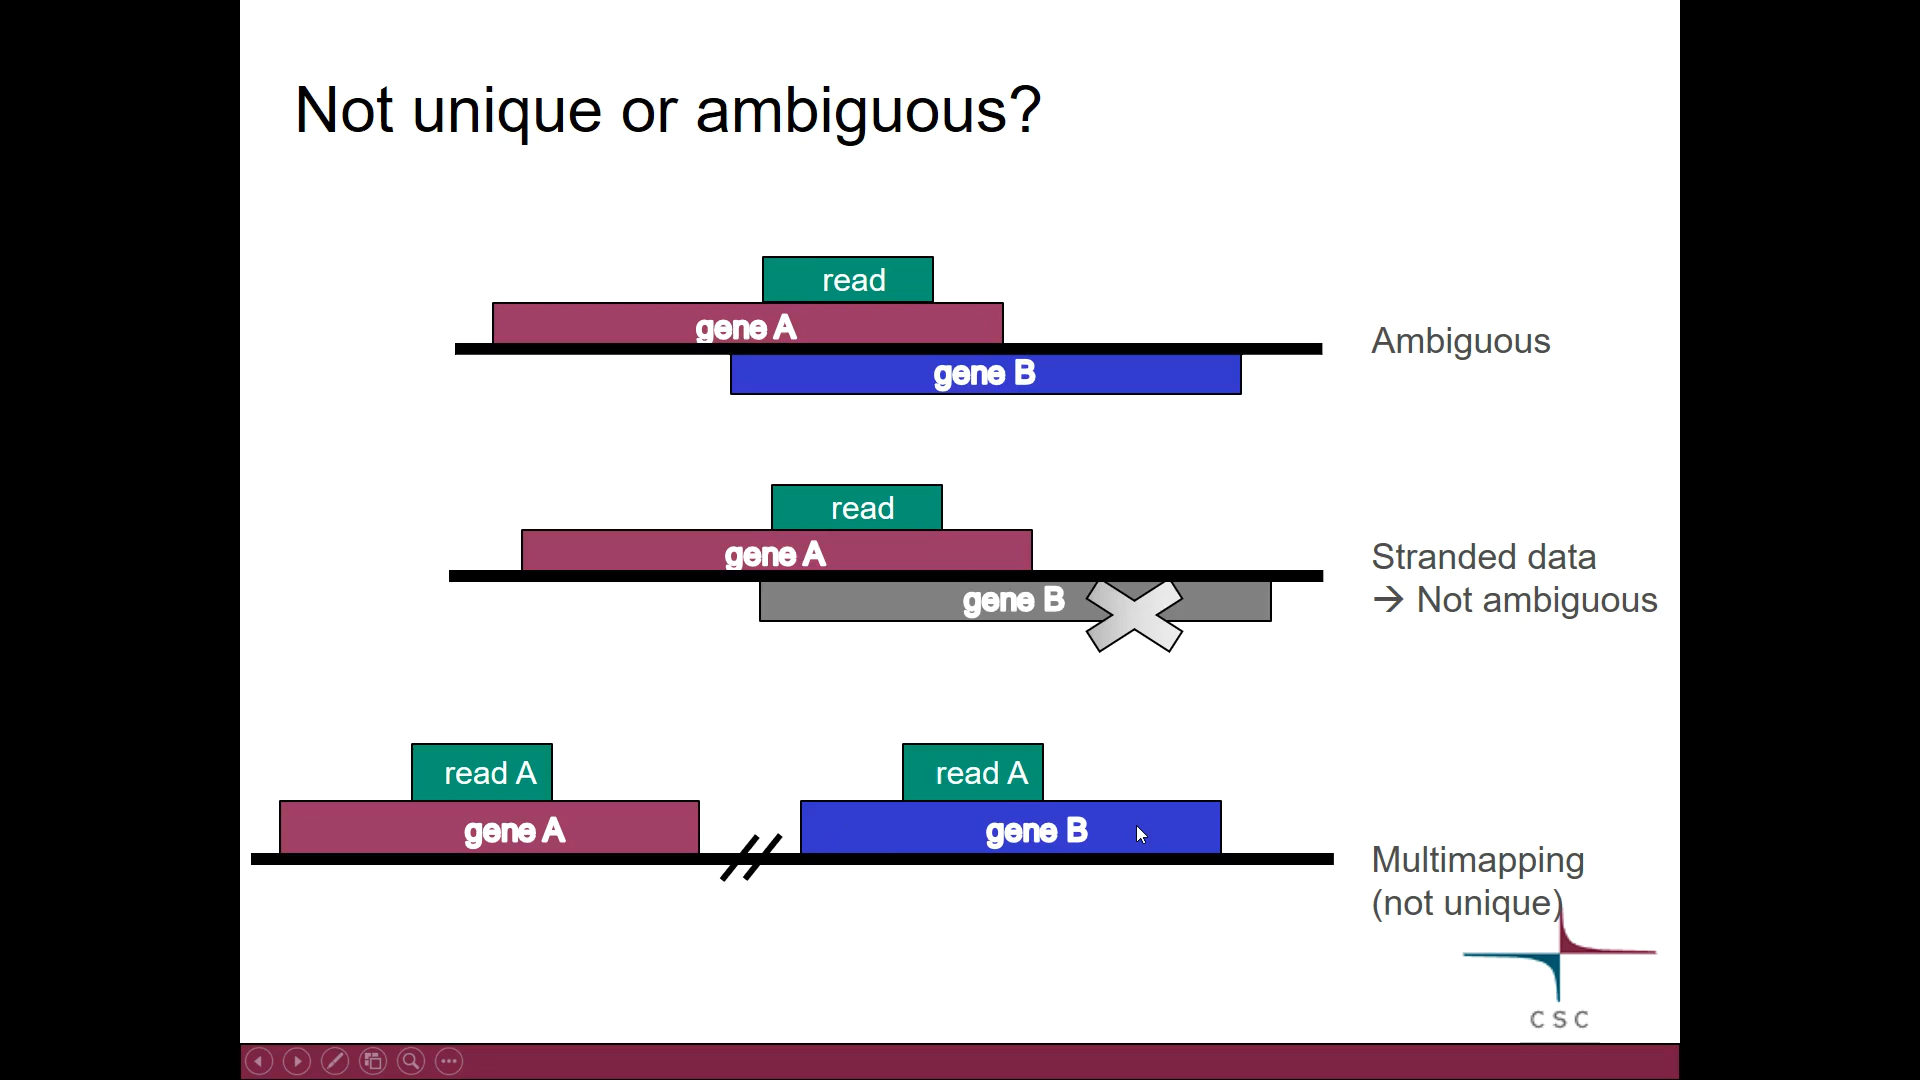 Not unique or ambiguous?
read
gene A
gene B
Ambiguous
read
gene A
gene B
Stranded data
→ Not ambiguous
read A
read A
gene A
gene B
Multimapping
(not unique)
CSC